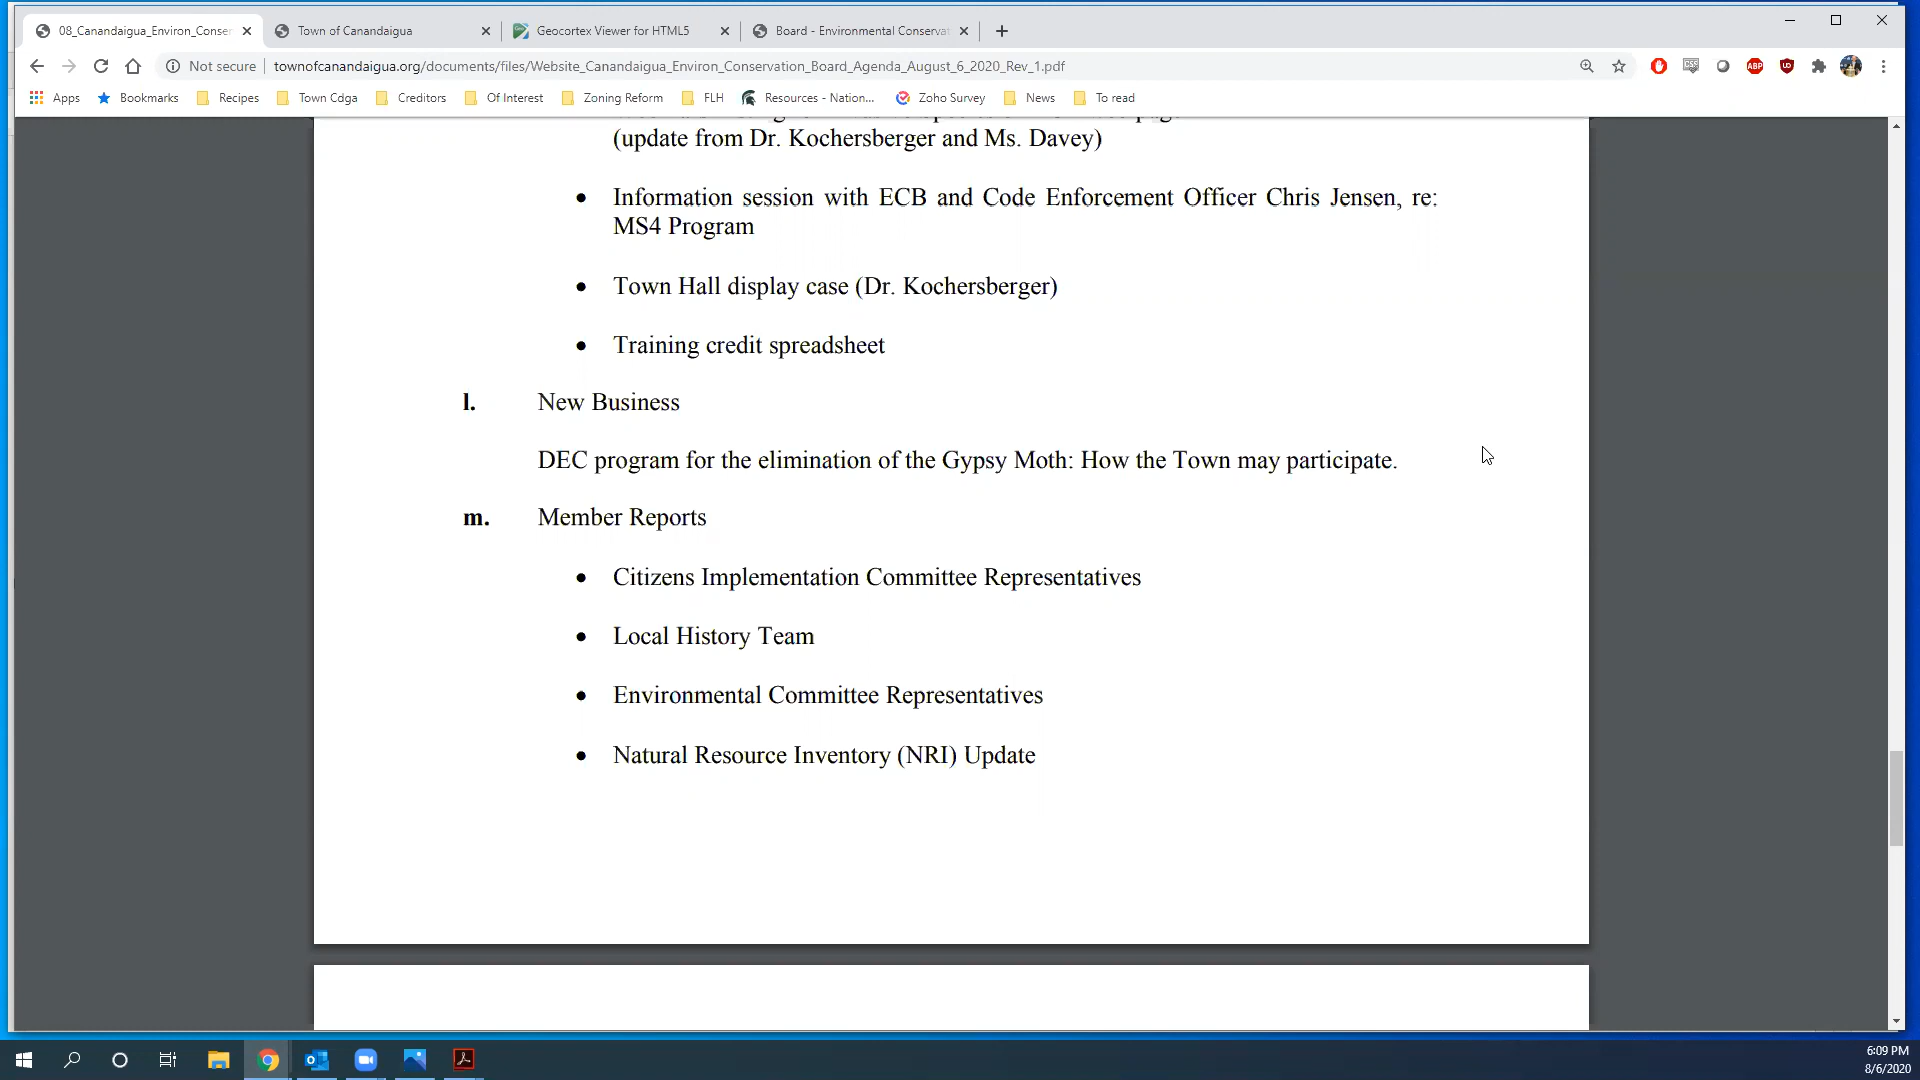 08_Canandaigua_Environ_Conser
Town of Canandaigua
Geocortex Viewer for HTML5
Board - Environmental Conservat
Not secure
townofcanandaigua.org/documents/files/Website_Canandaigua_Environ_Conservation_Board_Agenda_August_6_2020_Rev_1.pdf
ABP
Apps
Bookmarks
Recipes
Town Cdga
Creditors
Of Interest
Zoning Reform
FLH
Resources - Nation...
Zoho Survey
News
To read
(update from Dr. Kochersberger and Ms. Davey)
• Information session with ECB and Code Enforcement Officer Chris Jensen, re:
MS4 Program
• Town Hall display case (Dr. Kochersberger)
• Training credit spreadsheet
l. New Business
DEC program for the elimination of the Gypsy Moth: How the Town may participate.
m. Member Reports
• Citizens Implementation Committee Representatives
• Local History Team
• Environmental Committee Representatives
• Natural Resource Inventory (NRI) Update
6:09 PM
8/6/2020